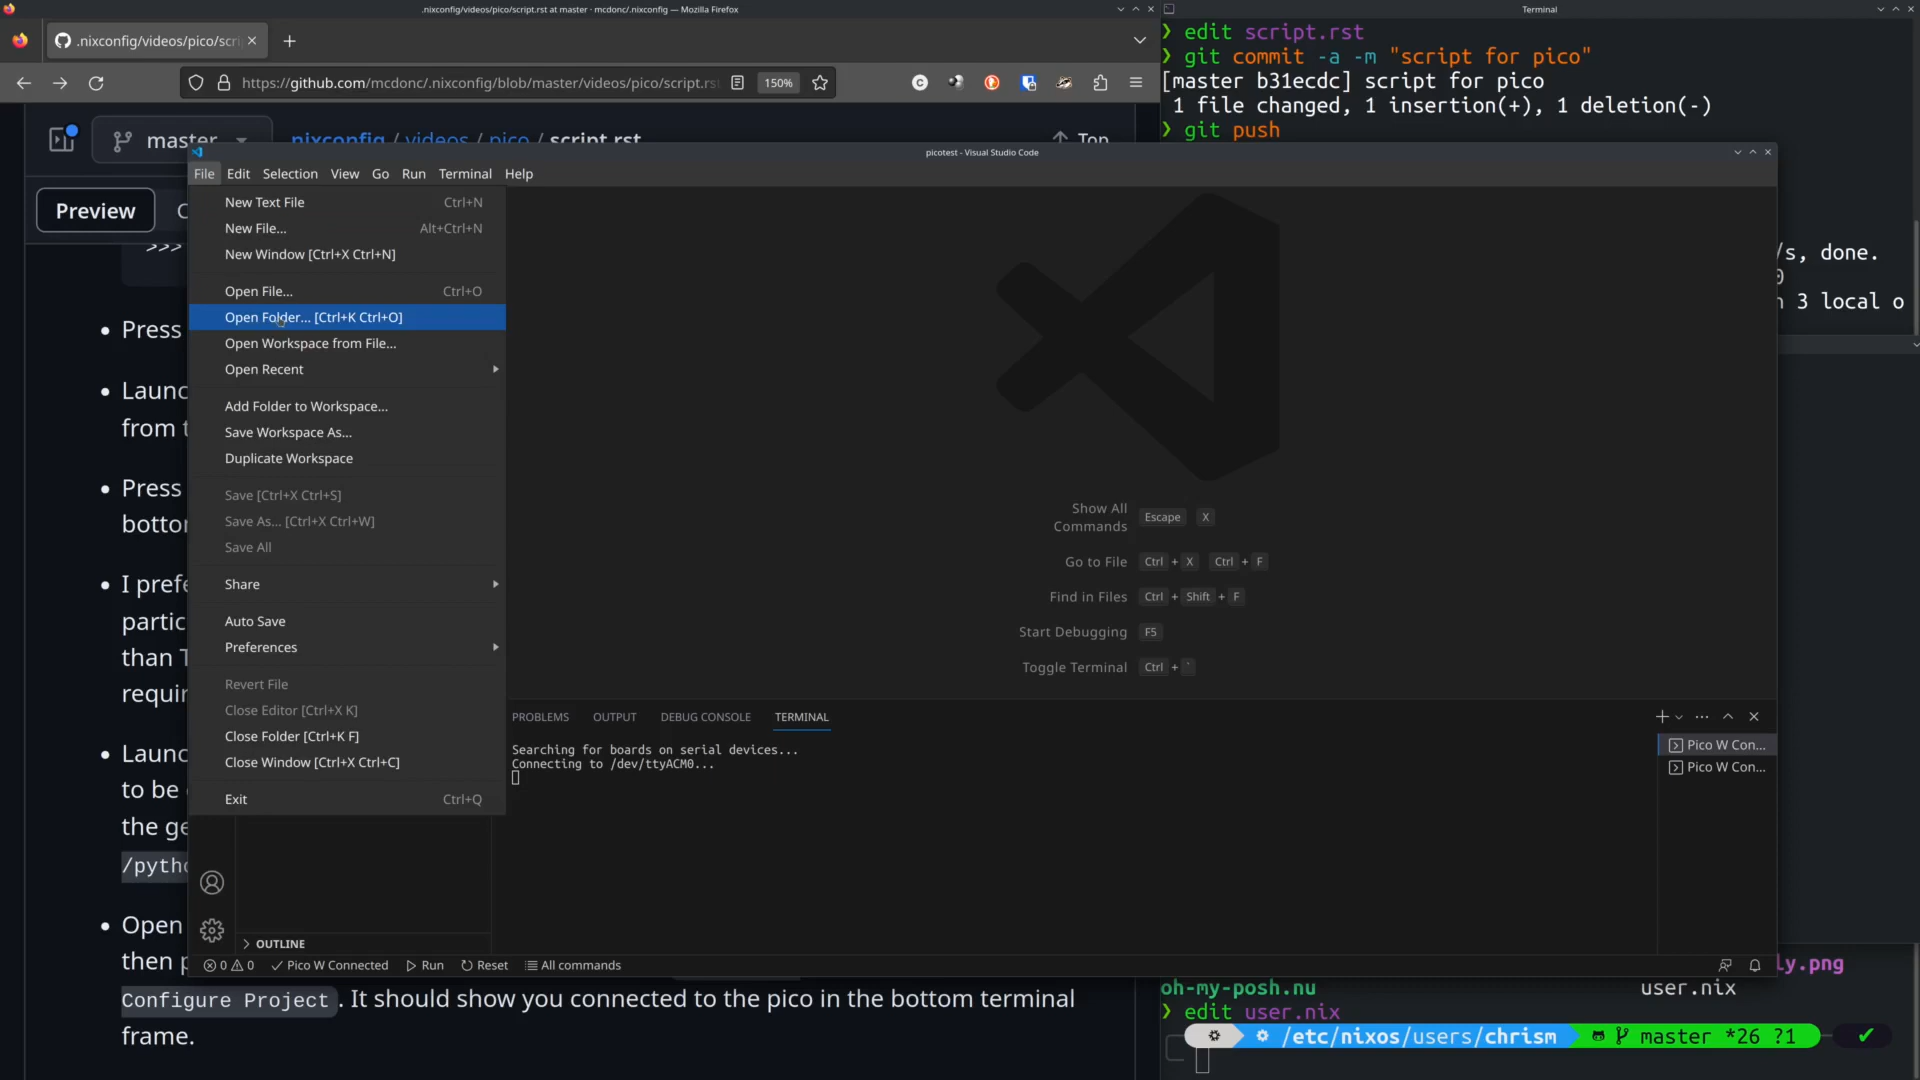 .nixconfig/videos/pico/script.rst at master · mcdonc/.nixconfig — Mozilla Firefox
.nixconfig/videos/pico/scri
https://github.com/mcdonc/.nixconfig/blob/master/videos/pico/script.rst
150%
master
nixconfig / videos / pico / script.rst
Top
Preview
C
>>>
Press
Launc
from t
Press
bottor
I prefe
partic
than T
requir
Launc
to be
the ge
/pytho
Open
then p
Configure Project. It should show you connected to the pico in the bottom terminal
frame.
picotest - Visual Studio Code
File Edit Selection View Go Run Terminal Help
New Text File Ctrl+N
New File... Alt+Ctrl+N
New Window [Ctrl+X Ctrl+N]
Open File... Ctrl+O
Open Folder... [Ctrl+K Ctrl+O]
Open Workspace from File...
Open Recent
Add Folder to Workspace...
Save Workspace As...
Duplicate Workspace
Save [Ctrl+X Ctrl+S]
Save As... [Ctrl+X Ctrl+W]
Save All
Share
Auto Save
Preferences
Revert File
Close Editor [Ctrl+X K]
Close Folder [Ctrl+K F]
Close Window [Ctrl+X Ctrl+C]
Exit Ctrl+Q
Show All Commands Escape X
Go to File Ctrl + X Ctrl + F
Find in Files Ctrl + Shift + F
Start Debugging F5
Toggle Terminal Ctrl + `
PROBLEMS OUTPUT DEBUG CONSOLE TERMINAL
Searching for boards on serial devices...
Connecting to /dev/ttyACM0...
Pico W Con...
Pico W Con...
OUTLINE
0 0 Pico W Connected Run Reset All commands
Terminal
❯ edit script.rst
❯ git commit -a -m "script for pico"
[master b31ecdc] script for pico
1 file changed, 1 insertion(+), 1 deletion(-)
❯ git push
/s, done.
0
n 3 local o
ly.png
oh-my-posh.nu user.nix
❯ edit user.nix
/etc/nixos/users/chrism master *26 ?1 ✔